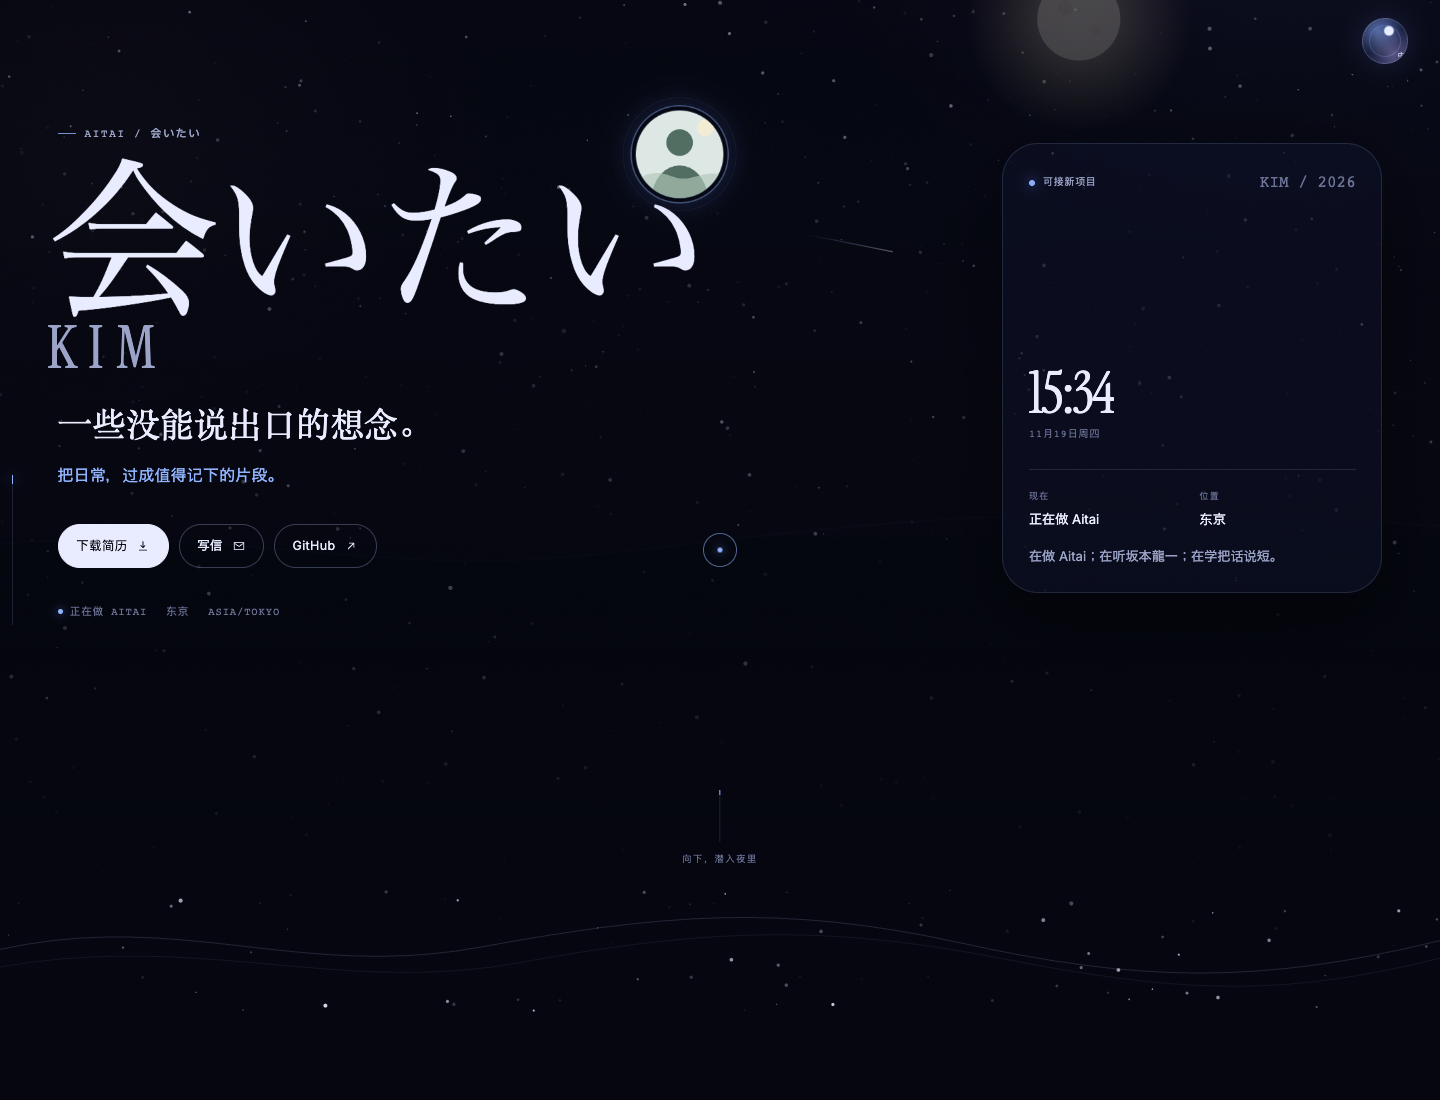 AITAI / 会いたい
会いたい
KIM
一些没能说出口的想念。
把日常，过成值得记下的片段。
下载简历
写信
GitHub
正在做 AITAI 东京 ASIA/TOKYO
可接新项目
KIM / 2026
15:34
11月19日周四
现在
正在做 Aitai
位置
东京
在做 Aitai；在听坂本龍一；在学把话说短。
向下，潜入夜里